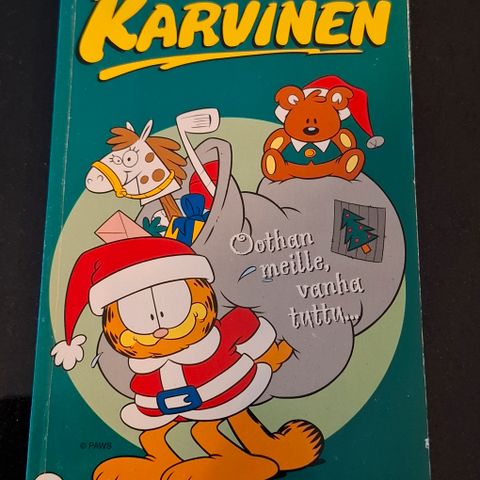 KARVINEN
Oothan
meille,
vanha
tuttu...
© PAWS